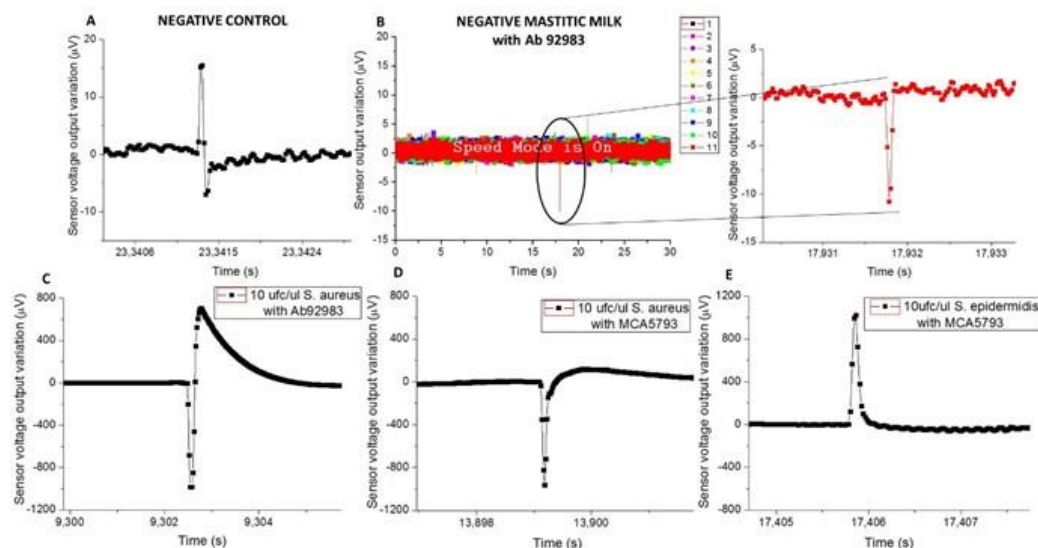 A
NEGATIVE CONTROL
B
NEGATIVE MASTITIC MILK
with Ab 92983
Sensor voltage output variation (µV)
20
15
10
5
0
-5
-10
23,3406
23,3415
23,3424
Time (s)
Sensor voltage output variation (µV)
20
15
10
5
0
-5
-10
-15
0
5
10
15
20
25
30
Time (s)
Speed Mode is On
1
2
3
4
5
6
7
8
9
10
11
Sensor voltage output variation (µV)
15
10
5
0
-5
-10
-15
17,931
17,932
17,933
Time (s)
C
Sensor voltage output variation (µV)
800
400
0
-400
-800
-1200
9,300
9,302
9,304
Time (s)
10 ufc/ul S. aureus
with Ab92983
D
Sensor voltage output variation (µV)
800
400
0
-400
-800
-1200
13,898
13,900
Time (s)
10 ufc/ul S. aureus
with MCA5793
E
Sensor voltage output variation (µV)
1200
800
400
0
-400
-800
17,405
17,406
17,407
Time (s)
10ufc/ul S. epidermidis
with MCA5793